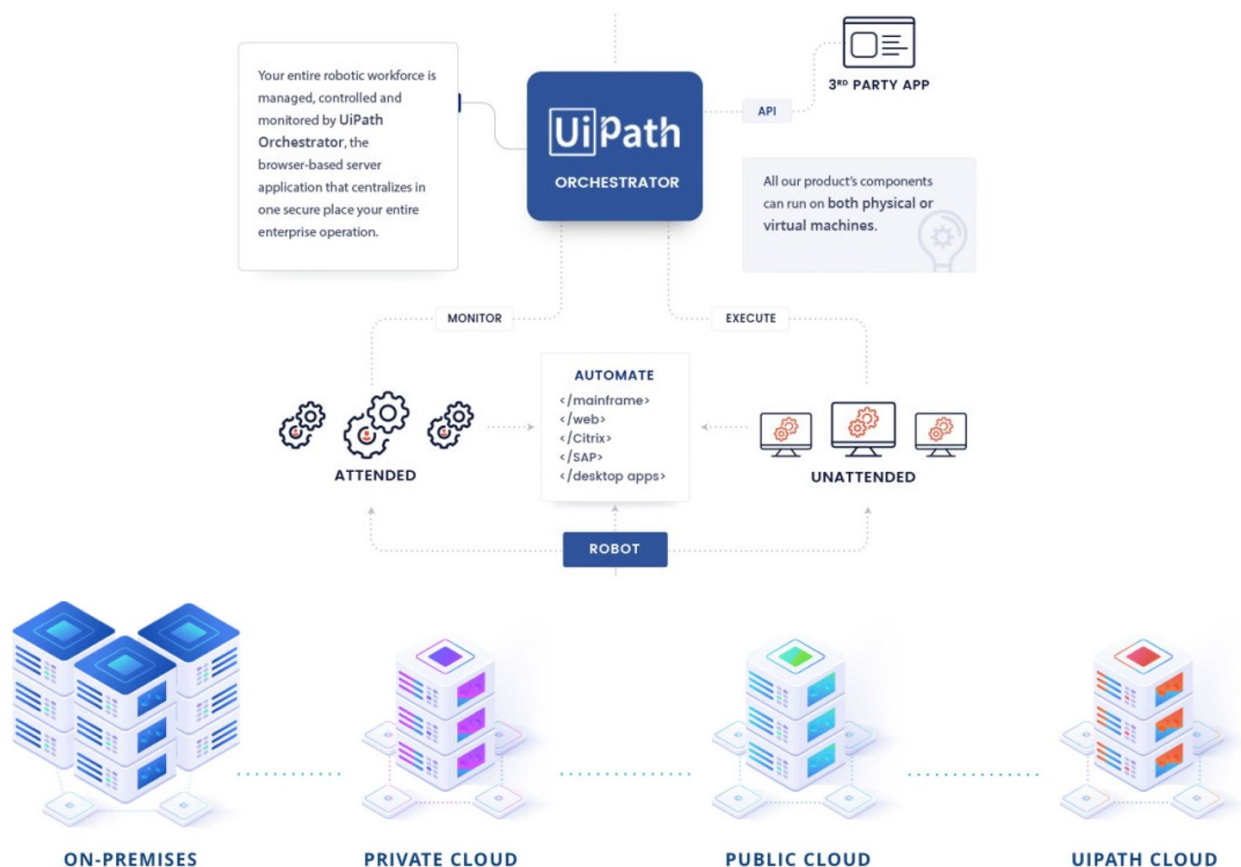 Your entire robotic workforce is
managed, controlled and
monitored by UiPath
Orchestrator, the
browser-based server
application that centralizes in
one secure place your entire
enterprise operation.
UiPath
ORCHESTRATOR
API
3RD PARTY APP
All our product's components
can run on both physical or
virtual machines.
MONITOR
EXECUTE
ATTENDED
AUTOMATE
</mainframe>
</web>
</Citrix>
</SAP>
</desktop apps>
UNATTENDED
ROBOT
ON-PREMISES
PRIVATE CLOUD
PUBLIC CLOUD
UIPATH CLOUD